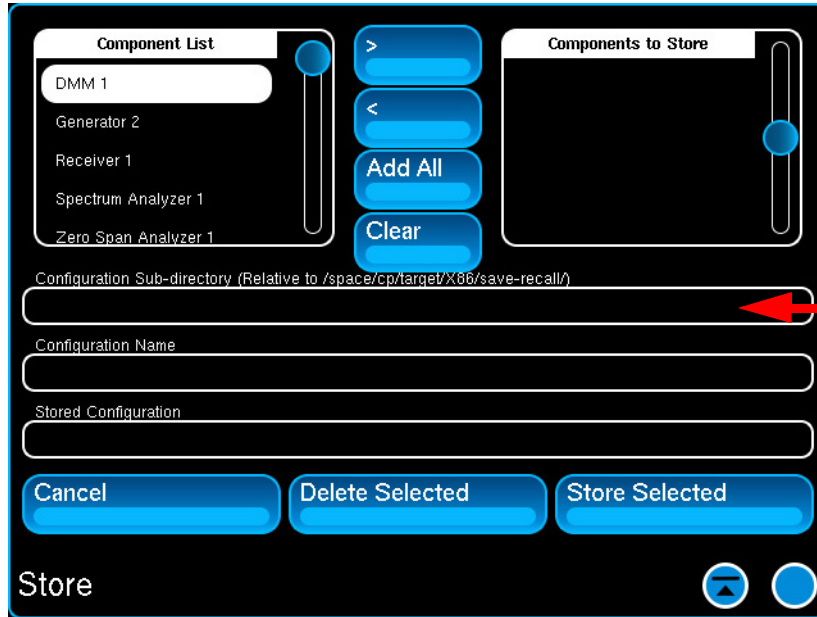 Component List
DMM 1
Generator 2
Receiver 1
Spectrum Analyzer 1
Zero Span Analyzer 1
>
<
Add All
Clear
Components to Store
Configuration Sub-directory (Relative to /space/cp/target/X86/save-recall/)
Configuration Name
Stored Configuration
Cancel
Delete Selected
Store Selected
Store